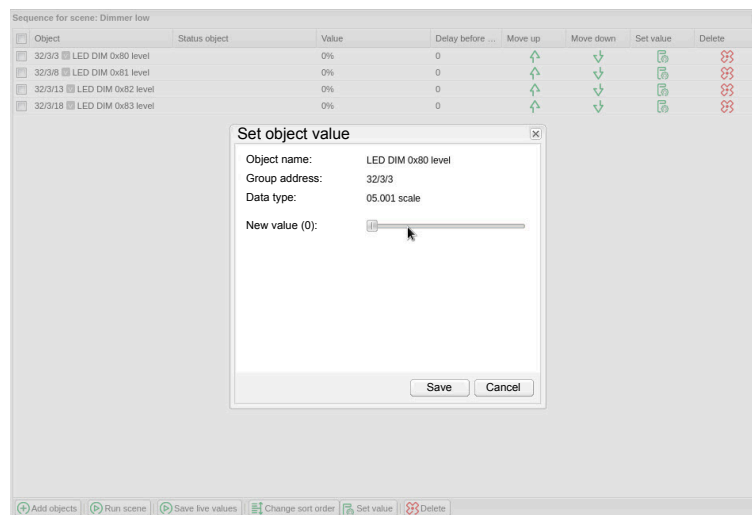 Sequence for scene: Dimmer low
Object Status object Value Delay before ... Move up Move down Set value Delete
32/3/3 LED DIM 0x80 level 0% 0
32/3/8 LED DIM 0x81 level 0% 0
32/3/13 LED DIM 0x82 level 0% 0
32/3/18 LED DIM 0x83 level 0% 0
Set object value
Object name: LED DIM 0x80 level
Group address: 32/3/3
Data type: 05.001 scale
New value (0):
Save Cancel
Add objects Run scene Save live values Change sort order Set value Delete